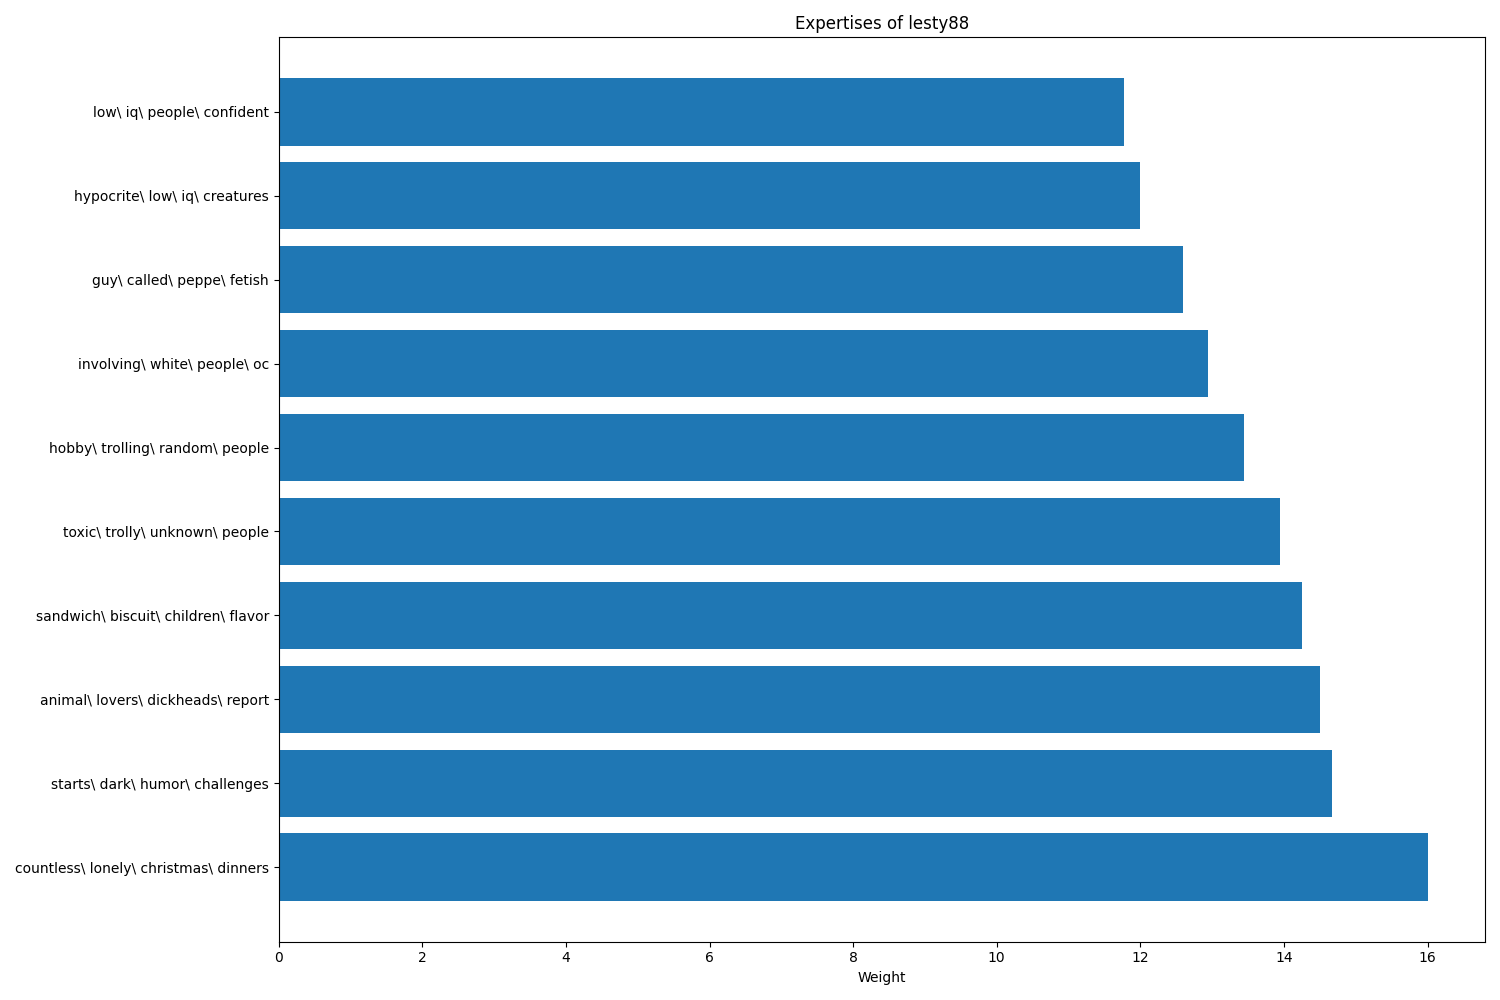 Expertises of lesty88
low\ iq\ people\ confident
hypocrite\ low\ iq\ creatures
guy\ called\ peppe\ fetish
involving\ white\ people\ oc
hobby\ trolling\ random\ people
toxic\ trolly\ unknown\ people
sandwich\ biscuit\ children\ flavor
animal\ lovers\ dickheads\ report
starts\ dark\ humor\ challenges
countless\ lonely\ christmas\ dinners
0 2 4 6 8 10 12 14 16
Weight